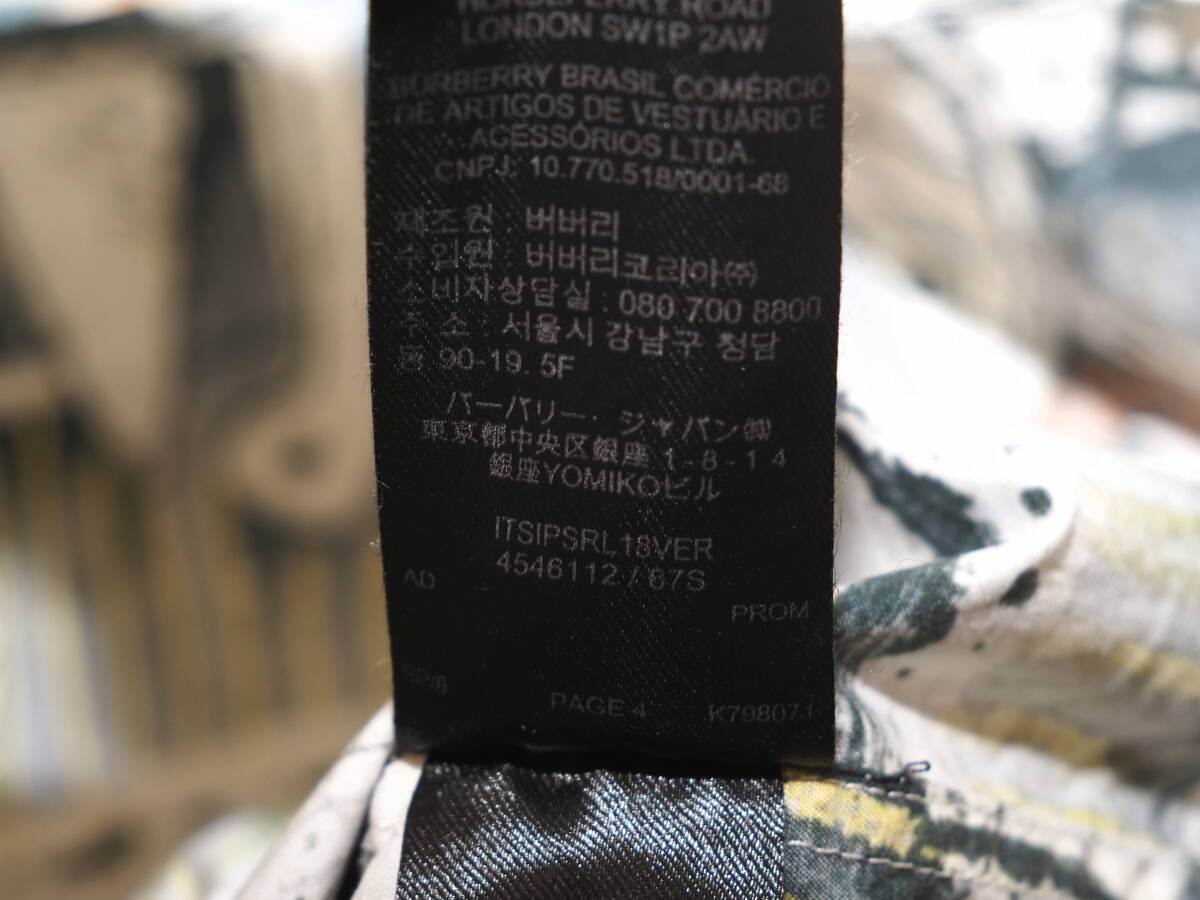 HORSEFERRY ROAD
LONDON SW1P 2AW
BURBERRY BRASIL COMÉRCIO
DE ARTIGOS DE VESTUÁRIO E
ACESSÓRIOS LTDA.
CNPJ: 10.770.518/0001-68
제조원 : 버버리
수입원 : 버버리코리아㈜
소비자상담실 : 080 700 8800
주 소 : 서울시 강남구 청담
동 90-19. 5F
バーバリー・ジャパン㈱
東京都中央区銀座1-8-14
銀座YOMIKOビル
ITSIPSRL18VER
4546112 / 67S
AD
PROM
PAGE 4